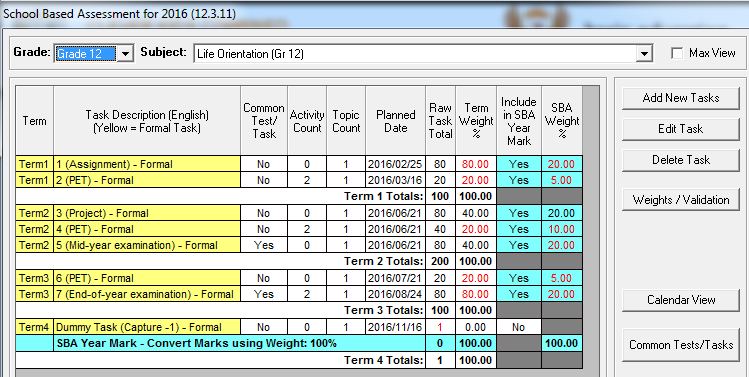 School Based Assessment for 2016 (12.3.11)
Grade: Grade 12 Subject: Life Orientation (Gr 12) Max View
Term Task Description (English) (Yellow = Formal Task) Common Test/ Task Activity Count Topic Count Planned Date Raw Task Total Term Weight % Include in SBA Year Mark SBA Weight %
Term1 1 (Assignment) - Formal No 0 1 2016/02/25 80 80.00 Yes 20.00
Term1 2 (PET) - Formal No 2 1 2016/03/16 20 20.00 Yes 5.00
Term 1 Totals: 100 100.00
Term2 3 (Project) - Formal No 0 1 2016/06/21 80 40.00 Yes 20.00
Term2 4 (PET) - Formal No 2 1 2016/06/21 40 20.00 Yes 10.00
Term2 5 (Mid-year examination) - Formal Yes 0 1 2016/06/21 80 40.00 Yes 20.00
Term 2 Totals: 200 100.00
Term3 6 (PET) - Formal No 0 1 2016/07/21 20 20.00 Yes 5.00
Term3 7 (End-of-year examination) - Formal Yes 2 1 2016/08/24 80 80.00 Yes 20.00
Term 3 Totals: 100 100.00
Term4 Dummy Task (Capture -1) - Formal No 0 1 2016/11/16 1 0.00 No
SBA Year Mark - Convert Marks using Weight: 100% 0 100.00 100.00
Term 4 Totals: 1 100.00
Add New Tasks
Edit Task
Delete Task
Weights / Validation
Calendar View
Common Tests/Tasks